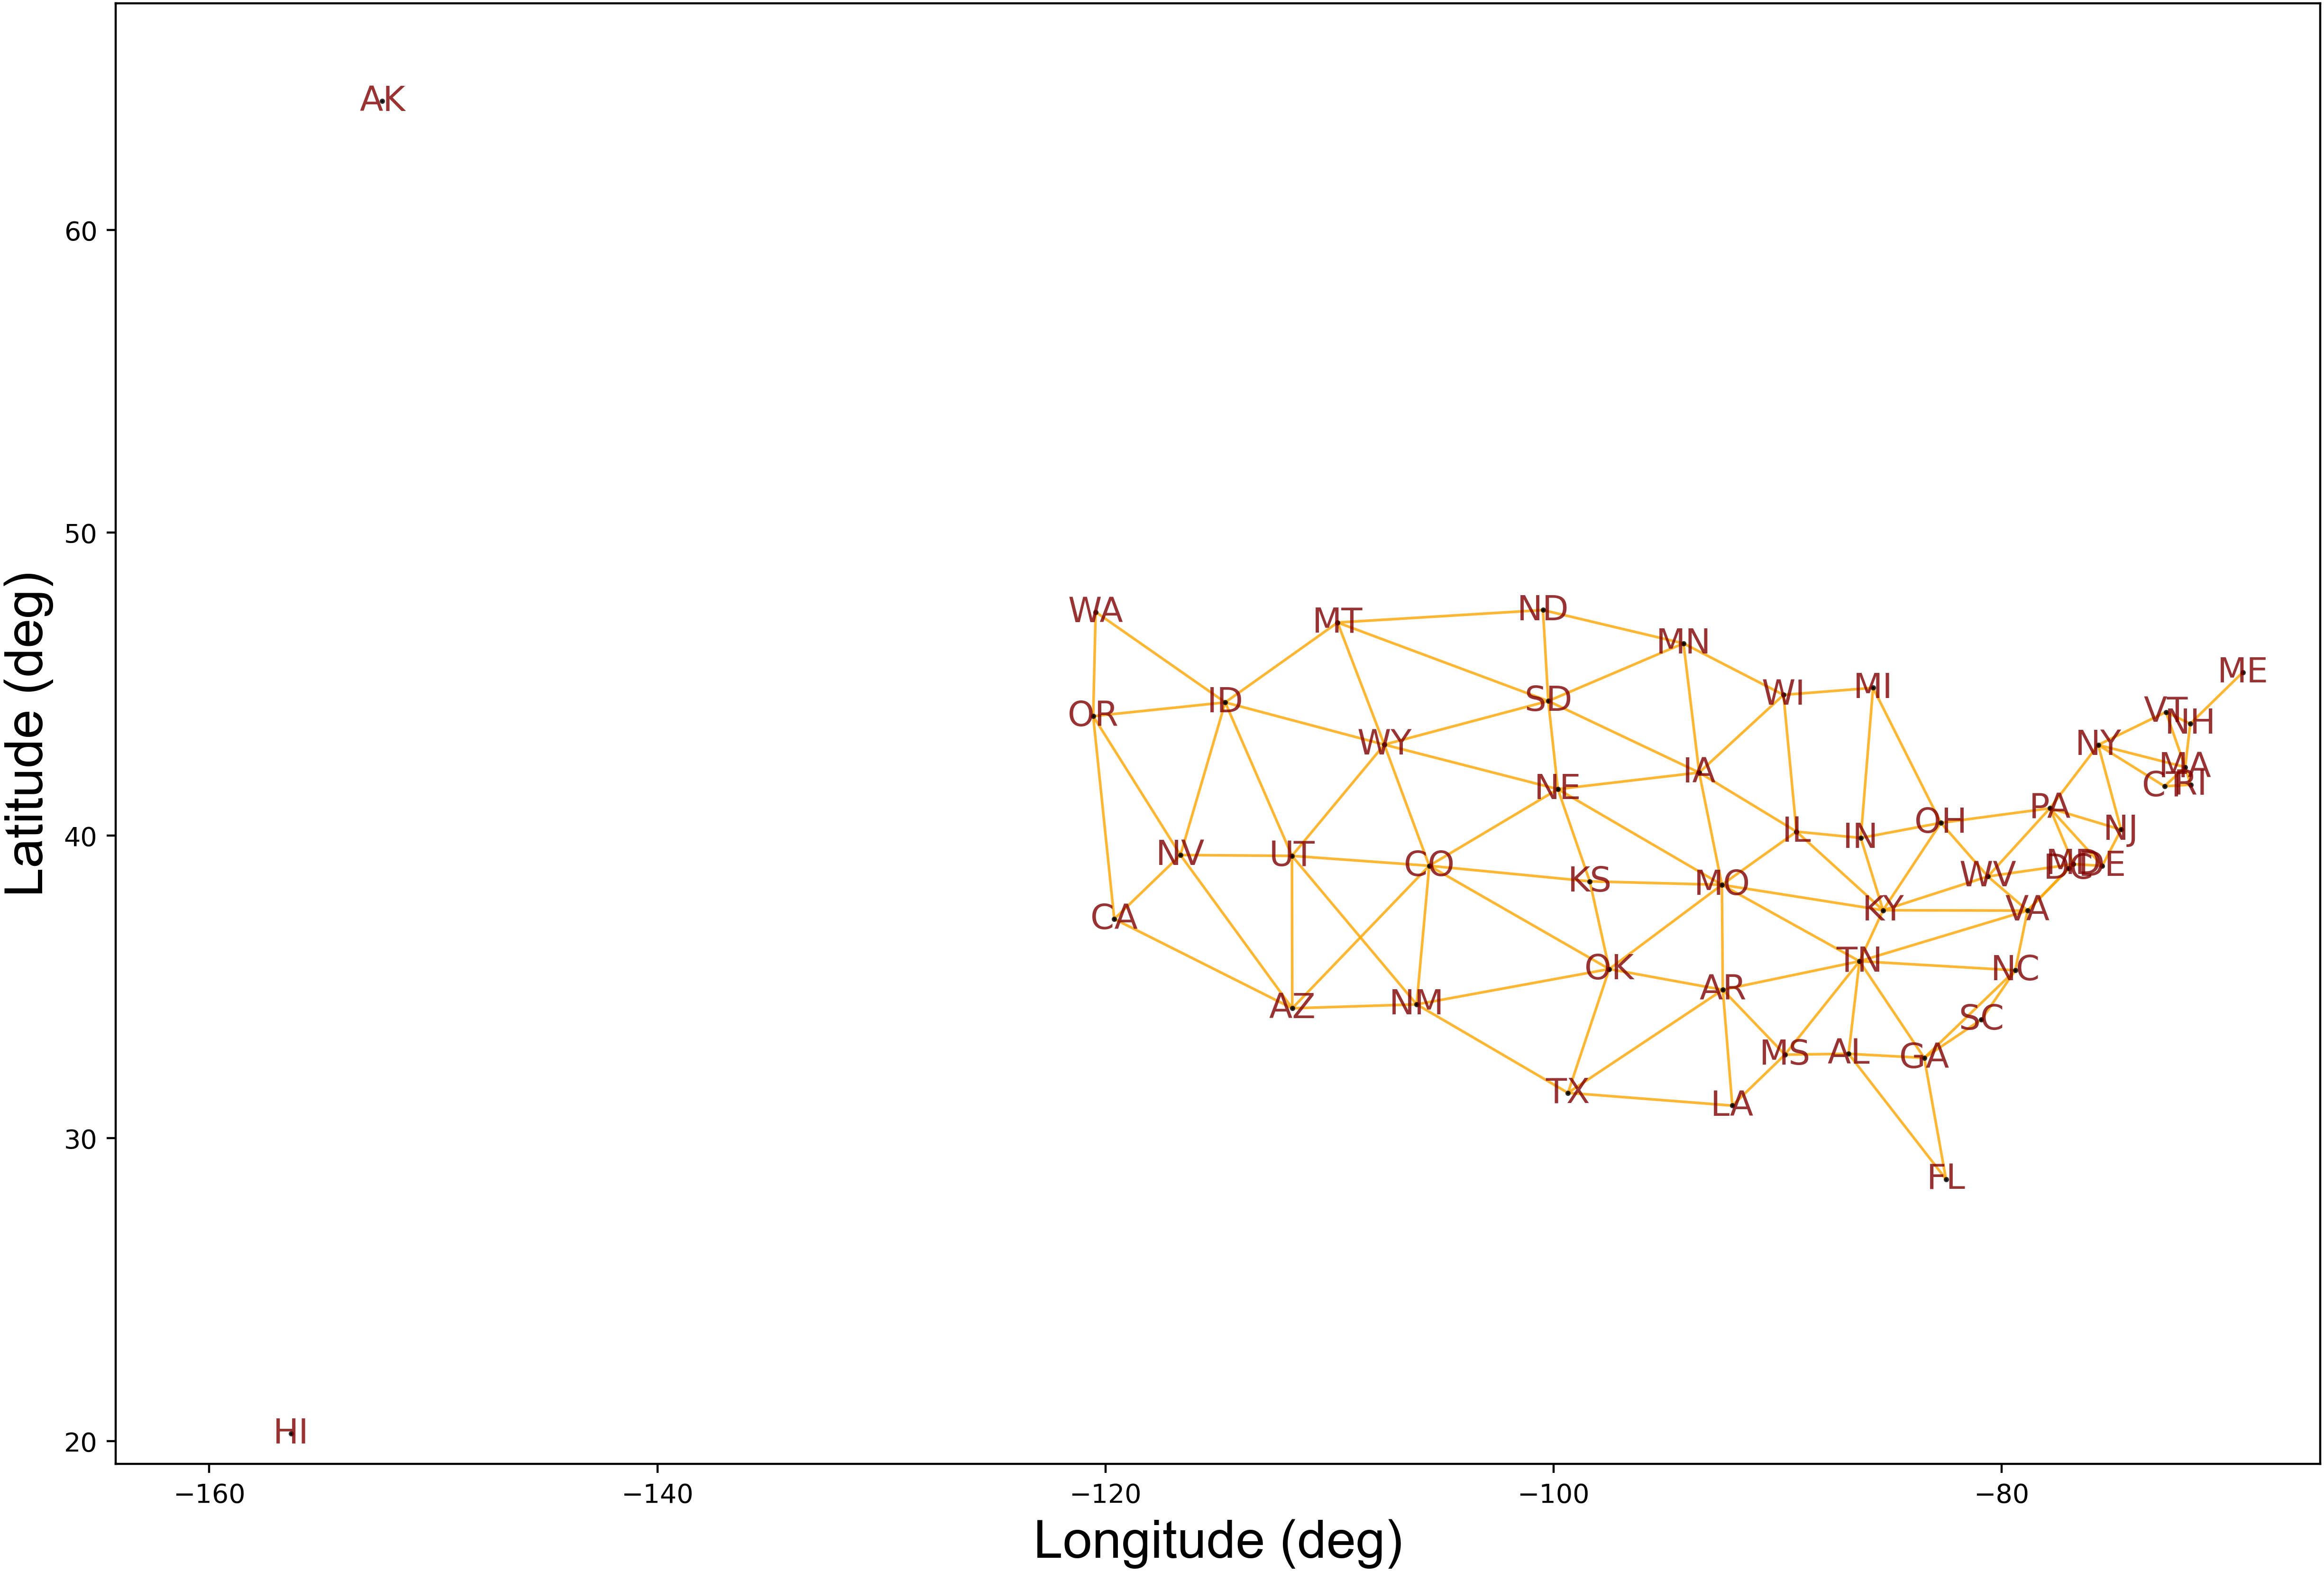 AK
60
50
WA
MT
ND
MN
ME
OR
ID
SD
WI
MI
VT
NH
WY
NY
MA
NE
IA
CT
RI
40
NV
UT
CO
KS
MO
IL
IN
OH
PA
NJ
WV
DC
MD
DE
CA
KY
VA
OK
TN
NC
AZ
NM
AR
SC
MS
AL
GA
30
TX
LA
FL
20
HI
−160
−140
−120
−100
−80
Longitude (deg)
Latitude (deg)